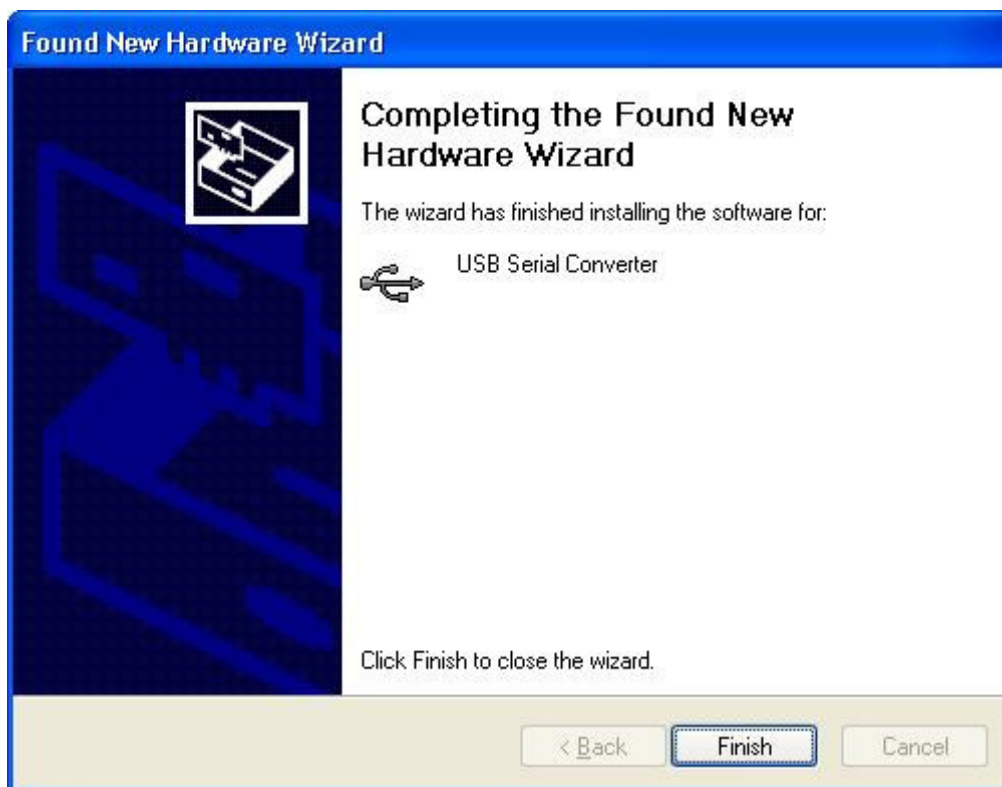 Found New Hardware Wizard
Completing the Found New
Hardware Wizard
The wizard has finished installing the software for:
USB Serial Converter
Click Finish to close the wizard.
< Back
Finish
Cancel